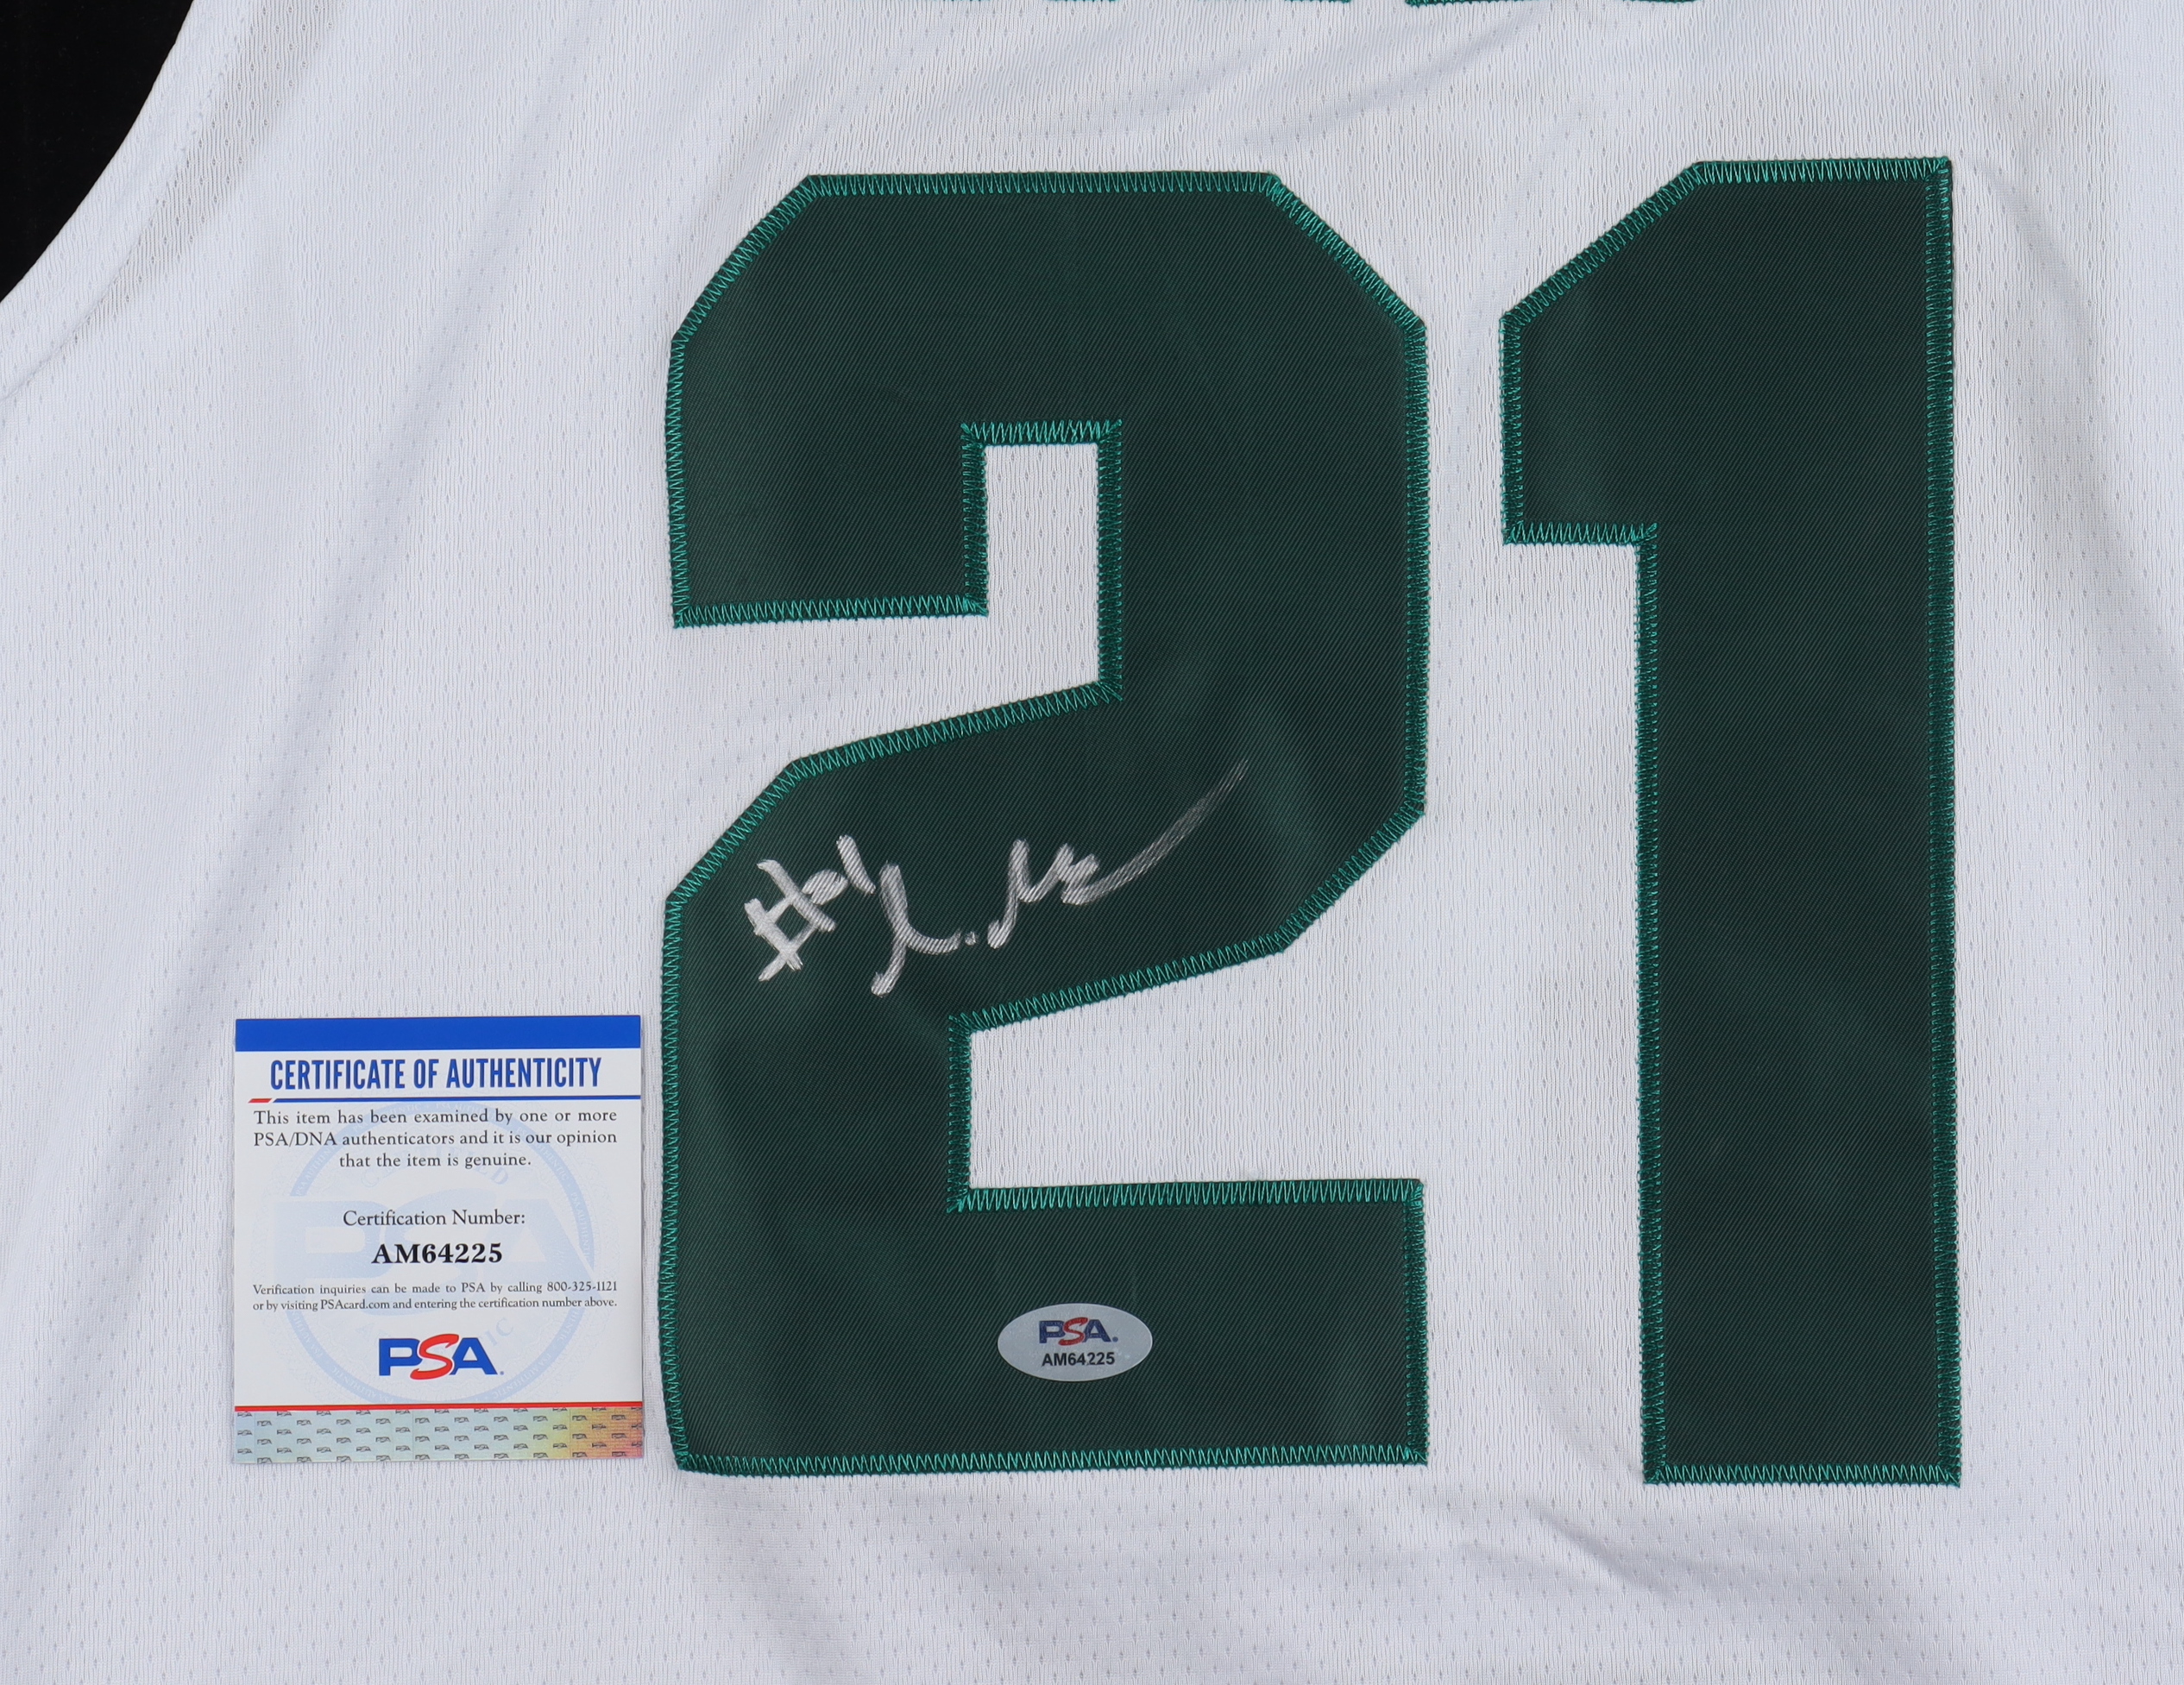 21
CERTIFICATE OF AUTHENTICITY
This item has been examined by one or more
PSA/DNA authenticators and it is our opinion
that the item is genuine.
Certification Number:
AM64225
Verification inquiries can be made to PSA by calling 800-325-1121
or by visiting PSAcard.com and entering the certification number above.
PSA
PSA
AM64225